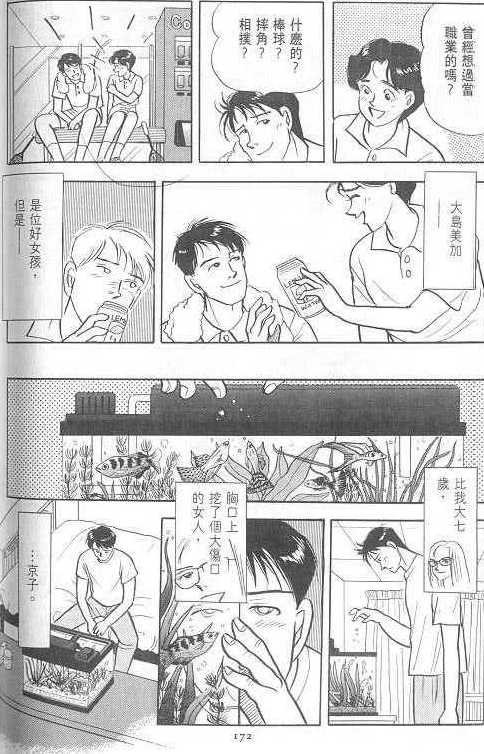 曾經想過當
職業的嗎？
什麼的？
棒球？
摔角？
相撲？
Co
大島美加
是位好女孩，
但是——
LEM
比我大七
歲，
胸口上
挖了個大傷口
的女人，
…京子。
172